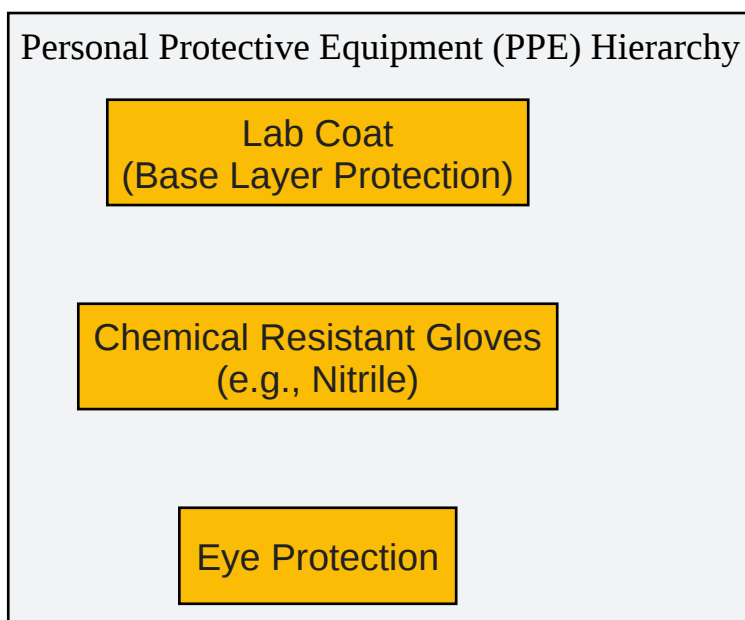 Personal Protective Equipment (PPE) Hierarchy
Lab Coat
(Base Layer Protection)
Chemical Resistant Gloves
(e.g., Nitrile)
Eye Protection